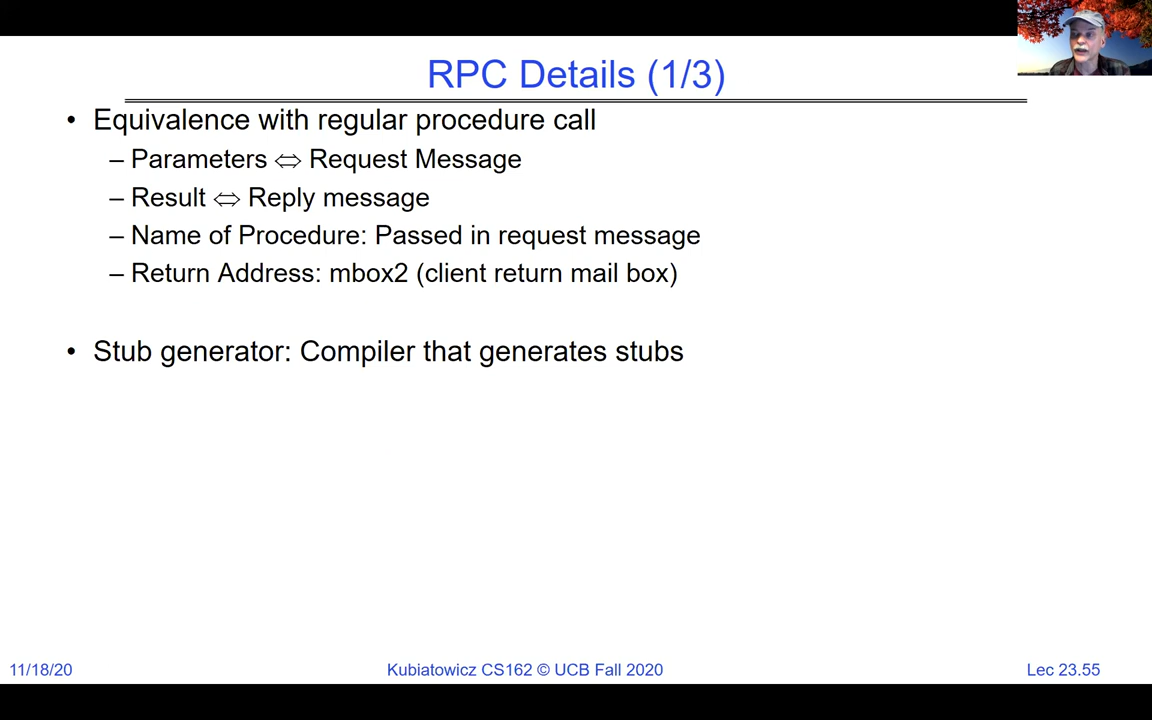 RPC Details (1/3)
• Equivalence with regular procedure call
– Parameters ⇔ Request Message
– Result ⇔ Reply message
– Name of Procedure: Passed in request message
– Return Address: mbox2 (client return mail box)
• Stub generator: Compiler that generates stubs
11/18/20 Kubiatowicz CS162 © UCB Fall 2020 Lec 23.55